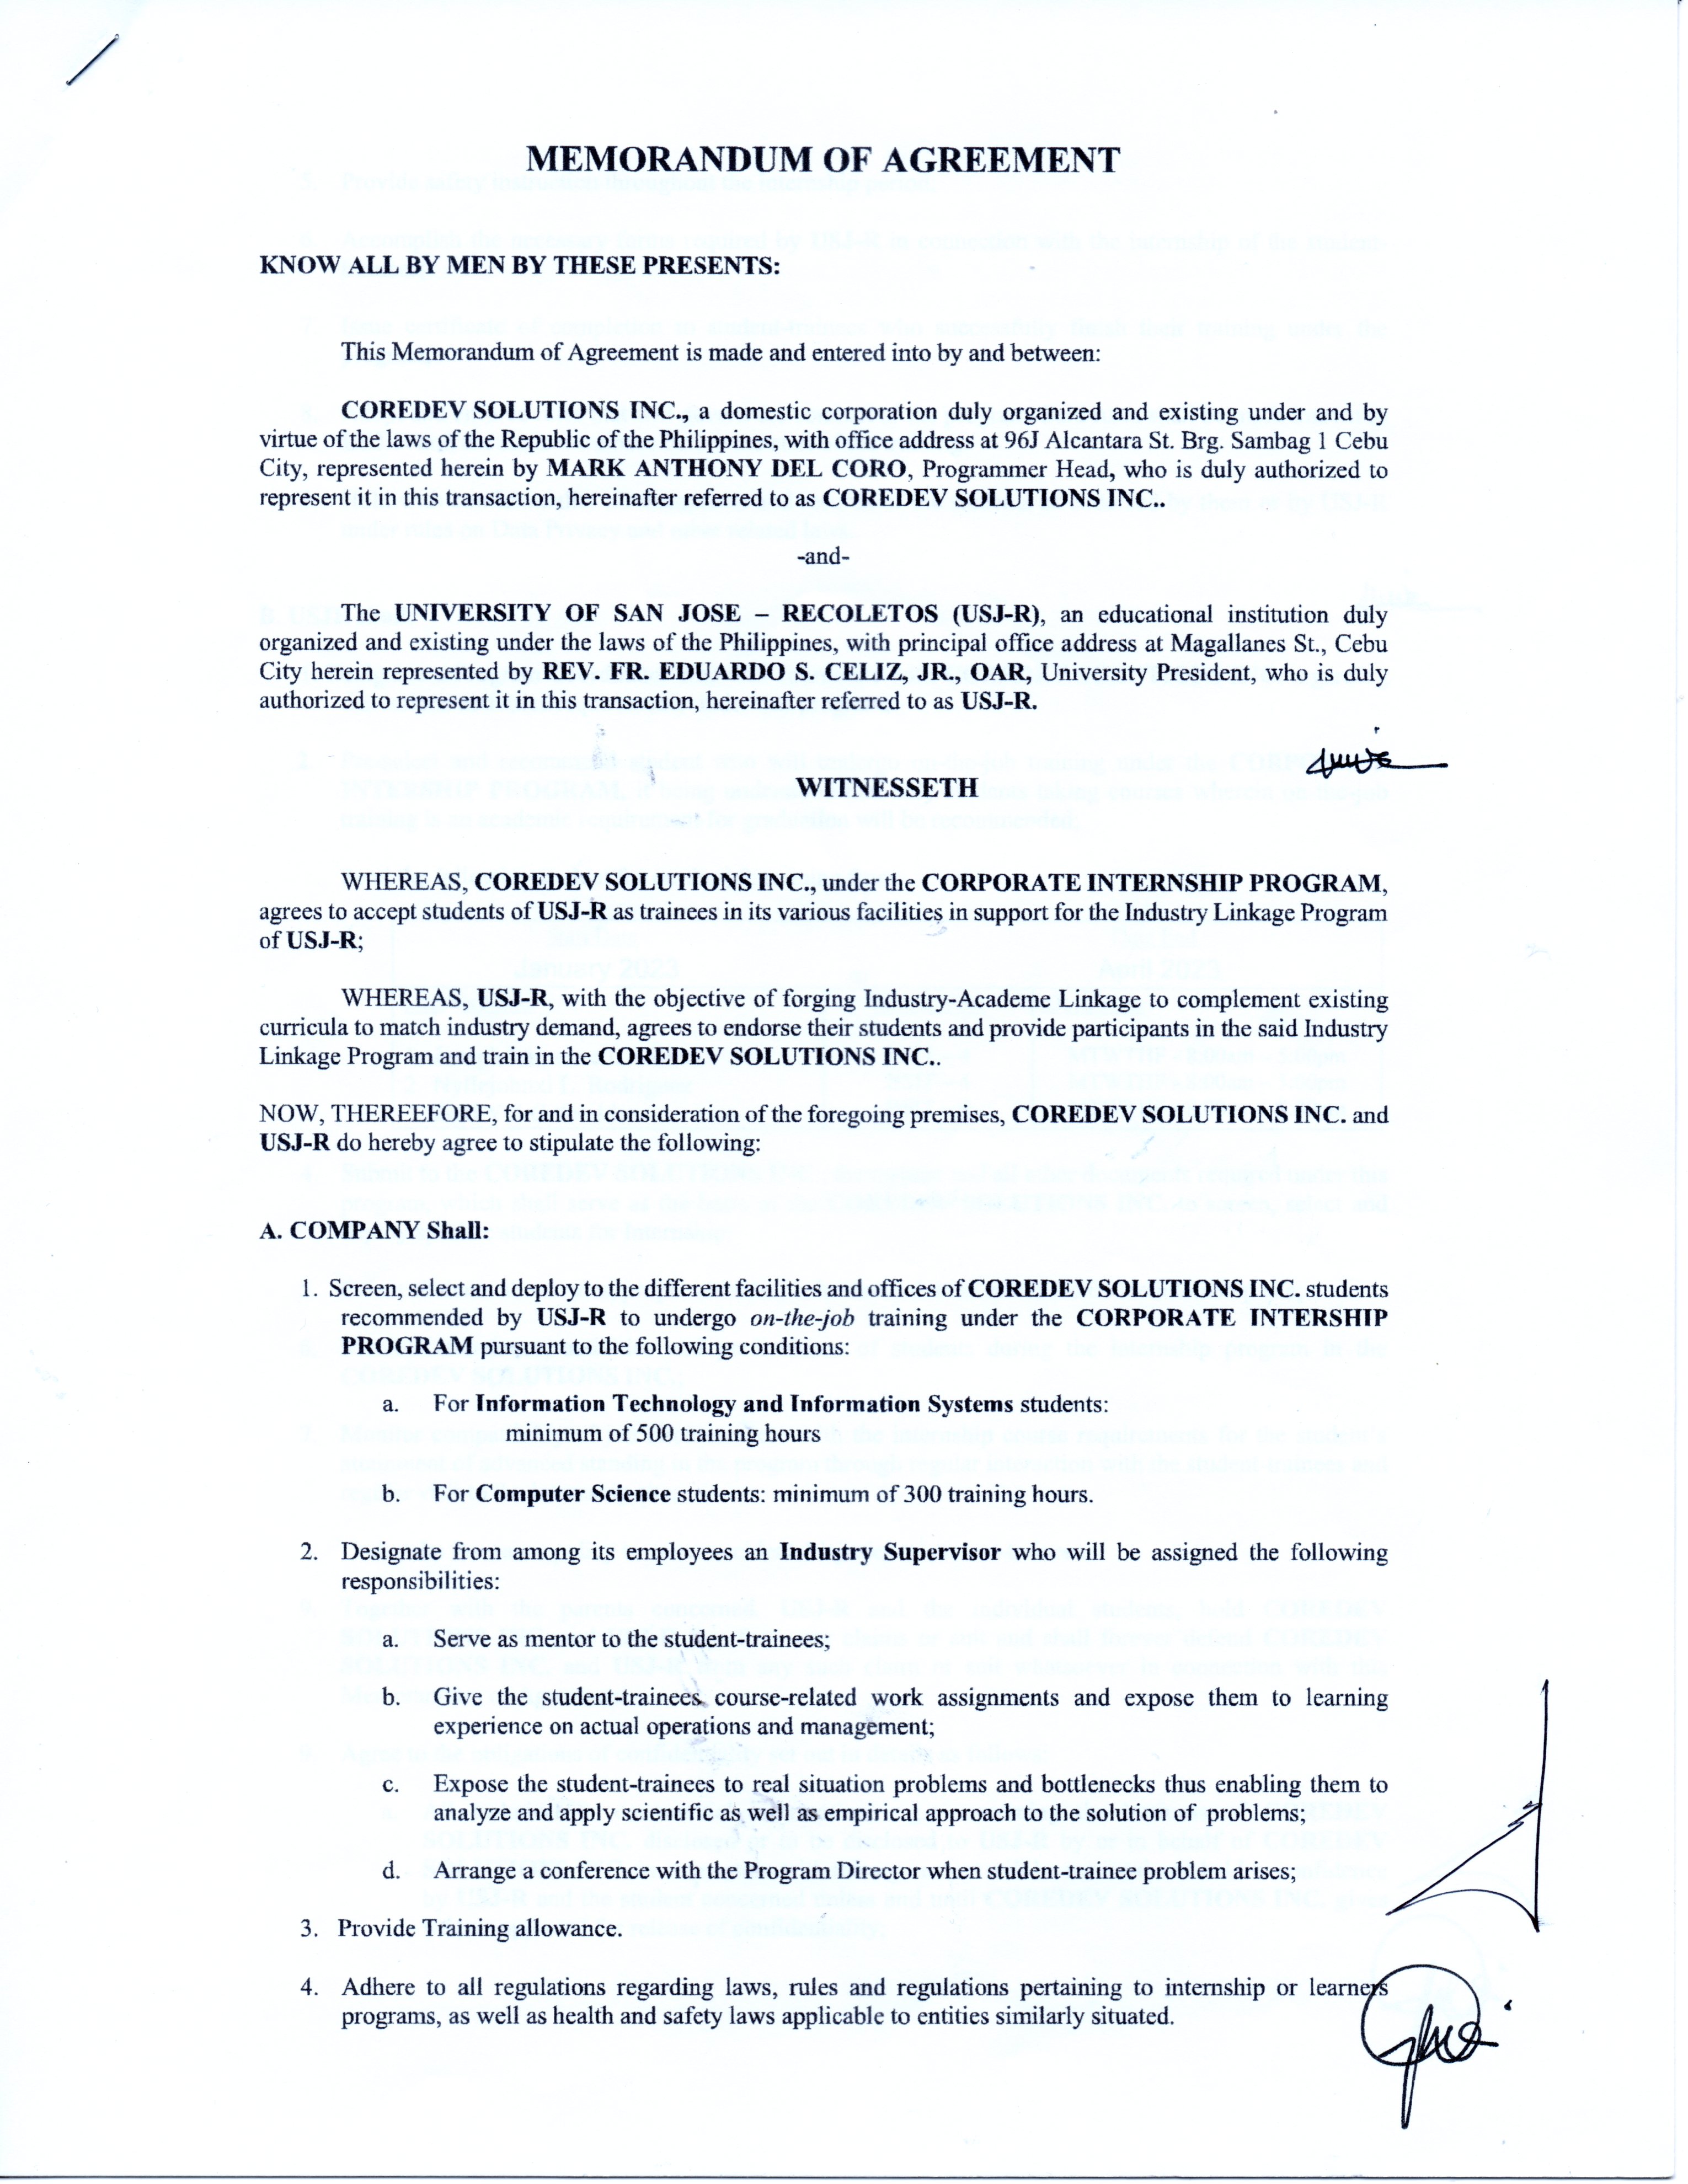 MEMORANDUM OF AGREEMENT
KNOW ALL BY MEN BY THESE PRESENTS:
This Memorandum of Agreement is made and entered into by and between:
COREDEV SOLUTIONS INC., a domestic corporation duly organized and existing under and by
virtue of the laws of the Republic of the Philippines, with office address at 96J Alcantara St. Brg. Sambag 1 Cebu
City, represented herein by MARK ANTHONY DEL CORO, Programmer Head, who is duly authorized to
represent it in this transaction, hereinafter referred to as COREDEV SOLUTIONS INC..
-and-
The UNIVERSITY OF SAN JOSE – RECOLETOS (USJ-R), an educational institution duly
organized and existing under the laws of the Philippines, with principal office address at Magallanes St., Cebu
City herein represented by REV. FR. EDUARDO S. CELIZ, JR., OAR, University President, who is duly
authorized to represent it in this transaction, hereinafter referred to as USJ-R.
WITNESSETH
WHEREAS, COREDEV SOLUTIONS INC., under the CORPORATE INTERNSHIP PROGRAM,
agrees to accept students of USJ-R as trainees in its various facilities in support for the Industry Linkage Program
of USJ-R;
WHEREAS, USJ-R, with the objective of forging Industry-Academe Linkage to complement existing
curricula to match industry demand, agrees to endorse their students and provide participants in the said Industry
Linkage Program and train in the COREDEV SOLUTIONS INC..
NOW, THEREEFORE, for and in consideration of the foregoing premises, COREDEV SOLUTIONS INC. and
USJ-R do hereby agree to stipulate the following:
A. COMPANY Shall:
1. Screen, select and deploy to the different facilities and offices of COREDEV SOLUTIONS INC. students
recommended by USJ-R to undergo on-the-job training under the CORPORATE INTERSHIP
PROGRAM pursuant to the following conditions:
a. For Information Technology and Information Systems students:
minimum of 500 training hours
b. For Computer Science students: minimum of 300 training hours.
2. Designate from among its employees an Industry Supervisor who will be assigned the following
responsibilities:
a. Serve as mentor to the student-trainees;
b. Give the student-trainees course-related work assignments and expose them to learning
experience on actual operations and management;
c. Expose the student-trainees to real situation problems and bottlenecks thus enabling them to
analyze and apply scientific as well as empirical approach to the solution of problems;
d. Arrange a conference with the Program Director when student-trainee problem arises;
3. Provide Training allowance.
4. Adhere to all regulations regarding laws, rules and regulations pertaining to internship or learners
programs, as well as health and safety laws applicable to entities similarly situated.